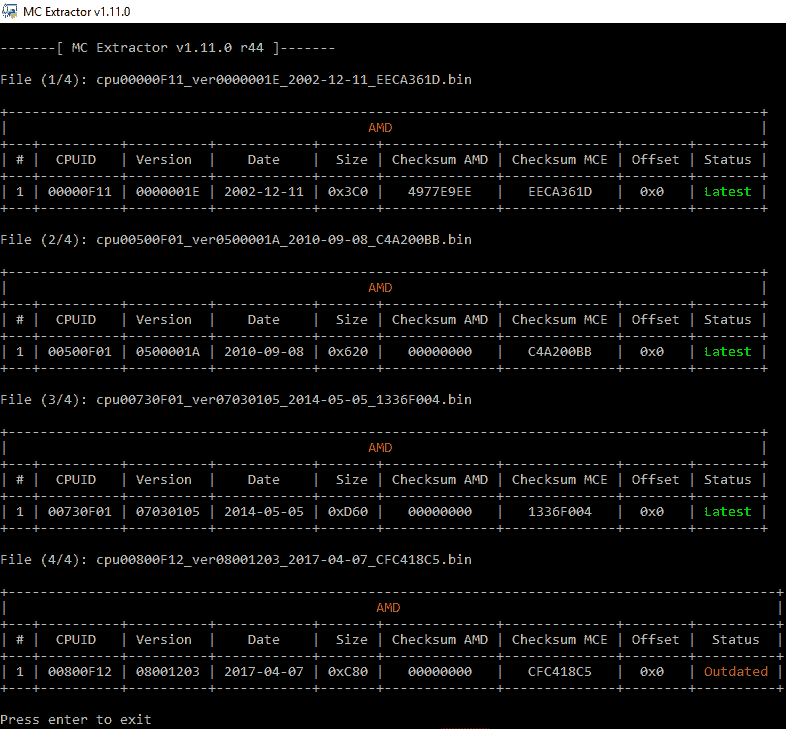 MC Extractor v1.11.0
-------[ MC Extractor v1.11.0 r44 ]-------
File (1/4): cpu00000F11_ver0000001E_2002-12-11_EECA361D.bin
AMD
| # | CPUID | Version | Date | Size | Checksum AMD | Checksum MCE | Offset | Status |
| 1 | 00000F11 | 0000001E | 2002-12-11 | 0x3C0 | 4977E9EE | EECA361D | 0x0 | Latest |
File (2/4): cpu00500F01_ver0500001A_2010-09-08_C4A200BB.bin
AMD
| # | CPUID | Version | Date | Size | Checksum AMD | Checksum MCE | Offset | Status |
| 1 | 00500F01 | 0500001A | 2010-09-08 | 0x620 | 00000000 | C4A200BB | 0x0 | Latest |
File (3/4): cpu00730F01_ver07030105_2014-05-05_1336F004.bin
AMD
| # | CPUID | Version | Date | Size | Checksum AMD | Checksum MCE | Offset | Status |
| 1 | 00730F01 | 07030105 | 2014-05-05 | 0xD60 | 00000000 | 1336F004 | 0x0 | Latest |
File (4/4): cpu00800F12_ver08001203_2017-04-07_CFC418C5.bin
AMD
| # | CPUID | Version | Date | Size | Checksum AMD | Checksum MCE | Offset | Status |
| 1 | 00800F12 | 08001203 | 2017-04-07 | 0xC80 | 00000000 | CFC418C5 | 0x0 | Outdated |
Press enter to exit